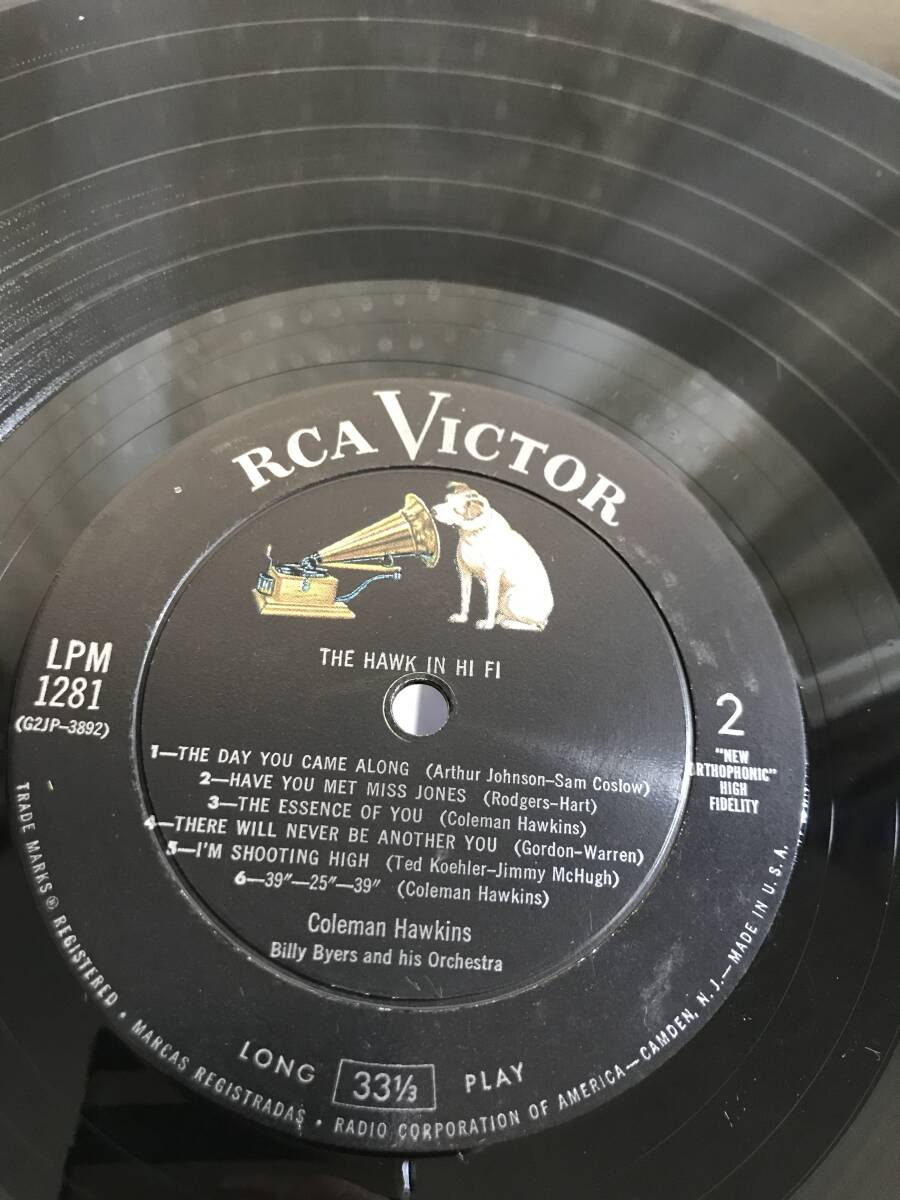 RCA VICTOR
THE HAWK IN HI FI
LPM
1281
(G2JP-3892)
2
"NEW
ORTHOPHONIC"
HIGH
FIDELITY
1—THE DAY YOU CAME ALONG (Arthur Johnson-Sam Coslow)
2—HAVE YOU MET MISS JONES (Rodgers-Hart)
3—THE ESSENCE OF YOU (Coleman Hawkins)
4—THERE WILL NEVER BE ANOTHER YOU (Gordon-Warren)
5—I'M SHOOTING HIGH (Ted Koehler-Jimmy McHugh)
6—39"—25"—39" (Coleman Hawkins)
Coleman Hawkins
Billy Byers and his Orchestra
LONG 33⅓ PLAY
TRADE MARKS ® REGISTERED • MARCAS REGISTRADAS • RADIO CORPORATION OF AMERICA—CAMDEN, N. J.—MADE IN U. S. A.